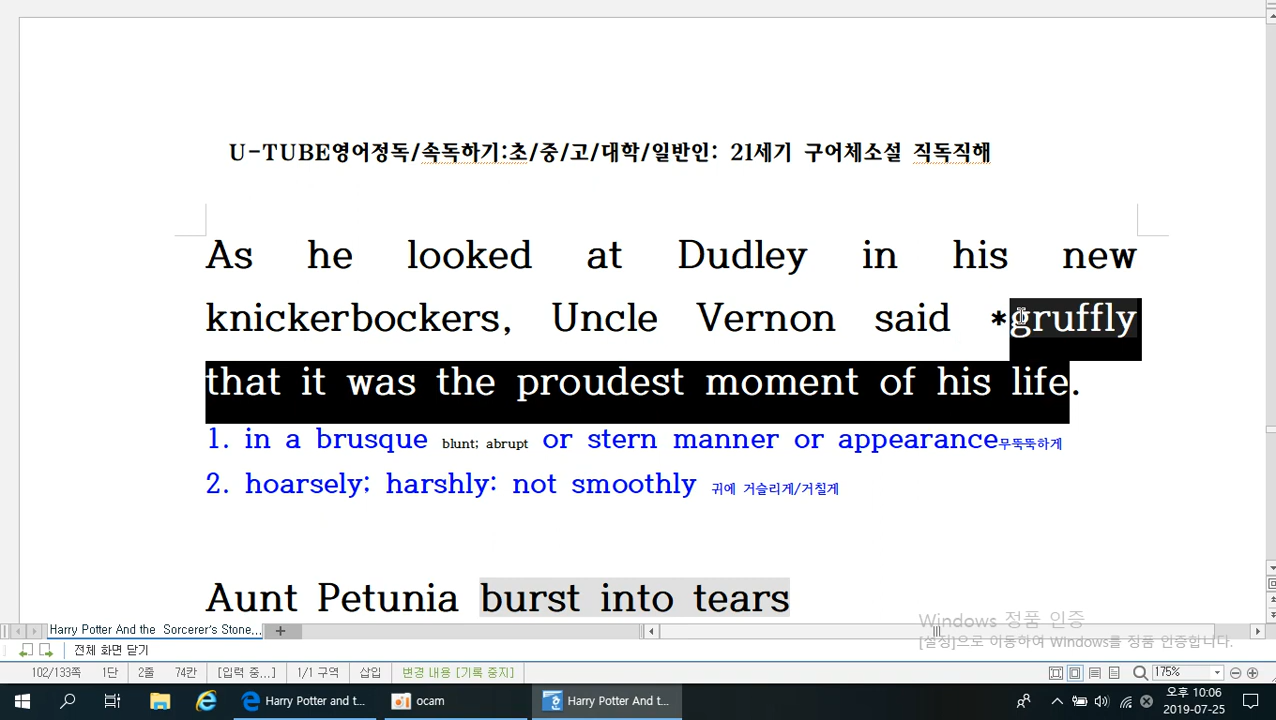 U-TUBE영어정독/속독하기:초/중/고/대학/일반인: 21세기 구어체소설 직독직해
As he looked at Dudley in his new
knickerbockers, Uncle Vernon said *gruffly
that it was the proudest moment of his life.
1. in a brusque blunt; abrupt or stern manner or appearance무뚝뚝하게
2. hoarsely; harshly: not smoothly 귀에 거슬리게/거칠게
Aunt Petunia burst into tears
Windows 정품 인증
[설정]으로 이동하여 Windows를 정품 인증합니다.
Harry Potter And the Sorcerer's Stone...
전체 화면 닫기
102/133쪽 1단 2줄 74칸 [입력 중...] 1/1 구역 삽입 변경 내용 [기록 중지] 175%
Harry Potter and t... ocam Harry Potter And t... 오후 10:06
2019-07-25